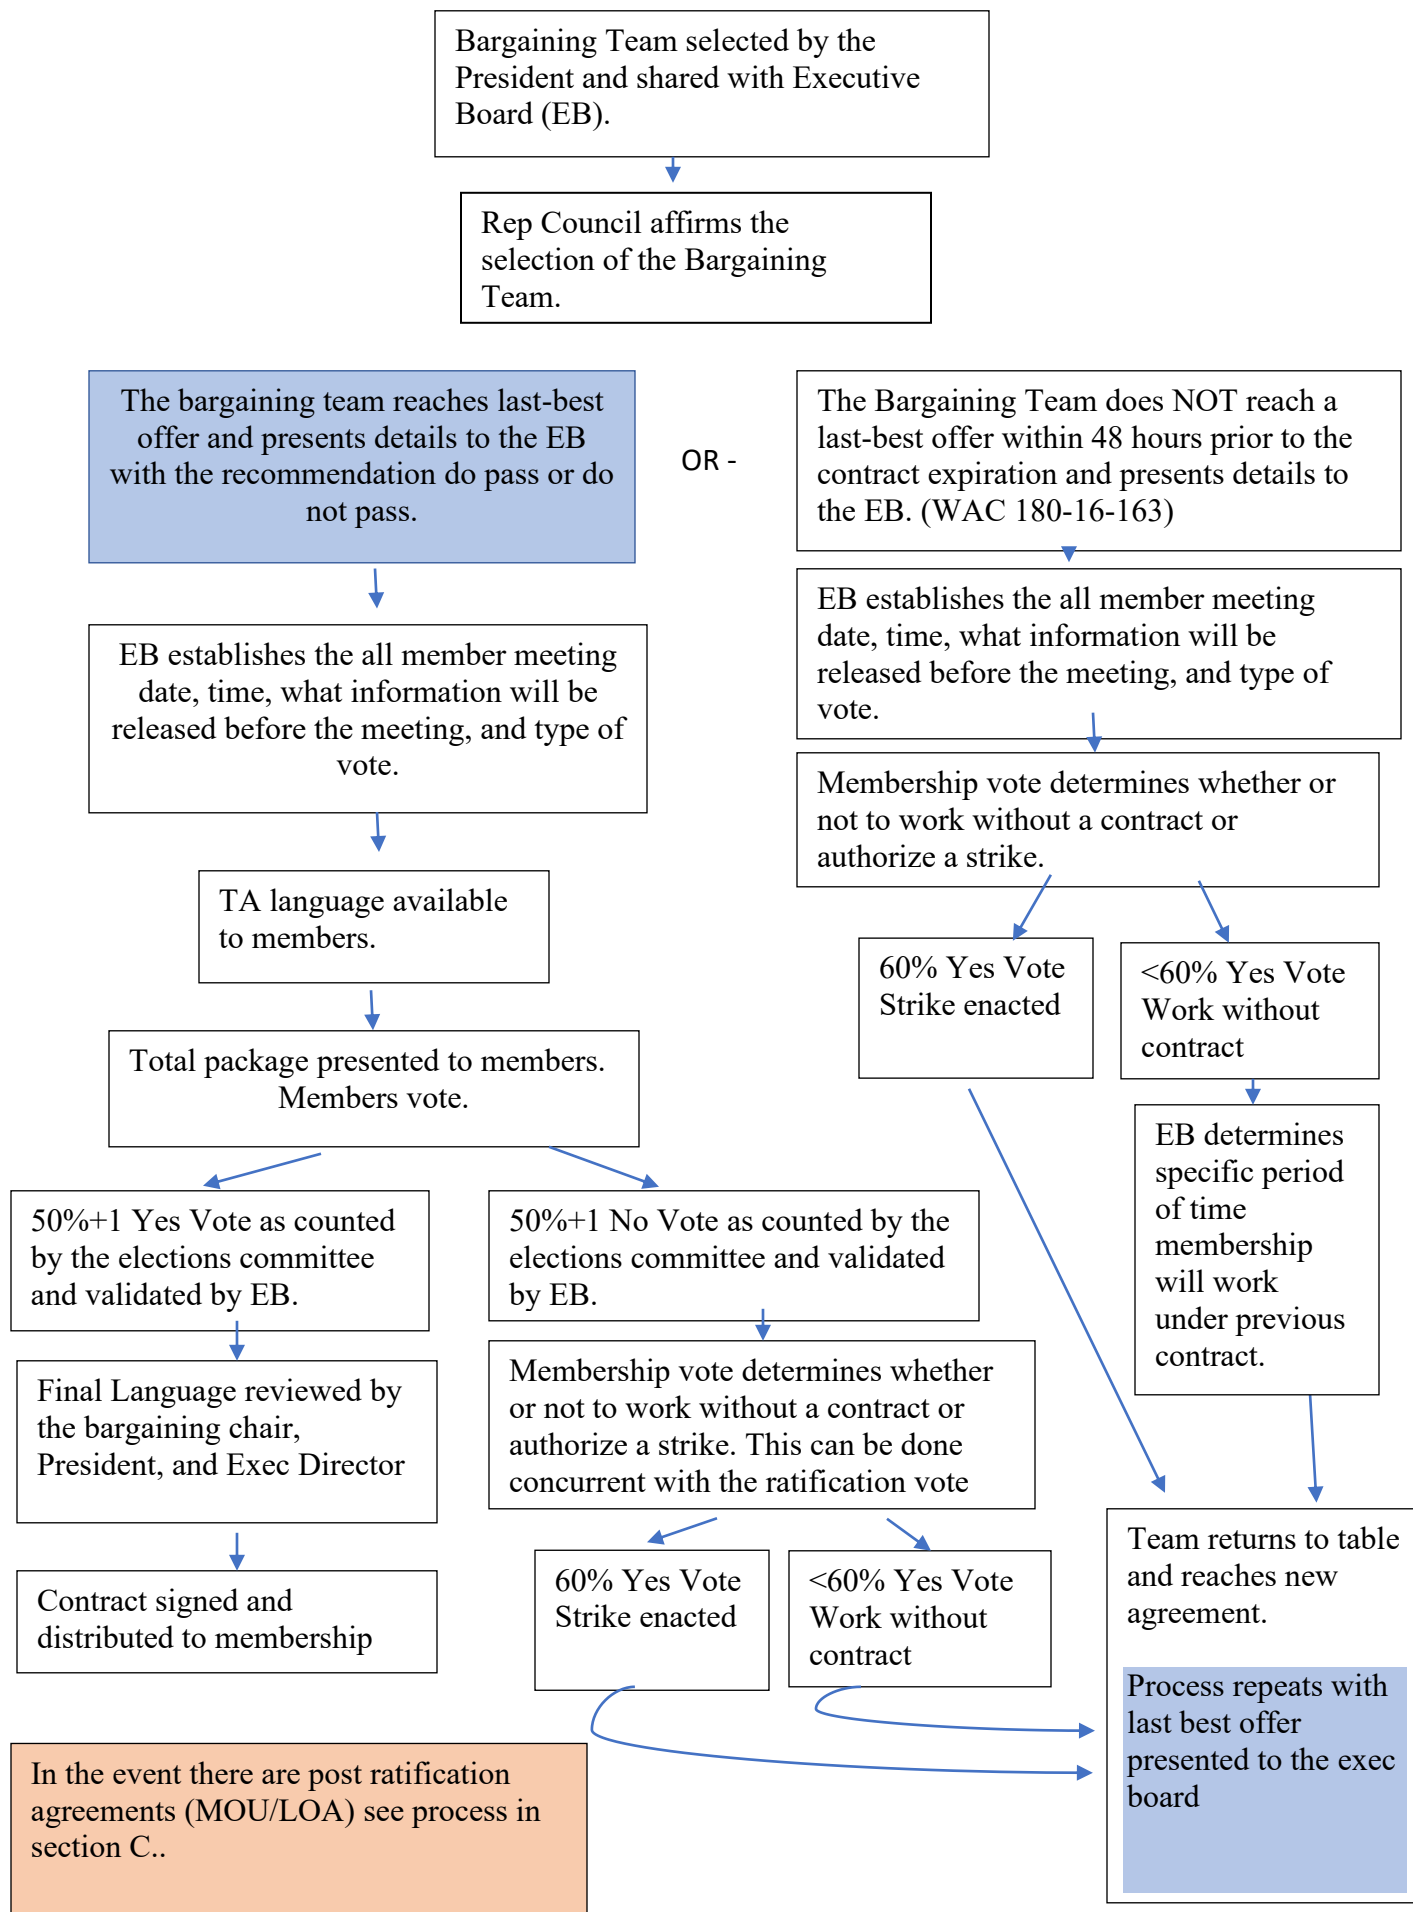 Bargaining Team selected by the
President and shared with Executive
Board (EB).
Rep Council affirms the
selection of the Bargaining
Team.
The bargaining team reaches last-best
offer and presents details to the EB
with the recommendation do pass or do
not pass.
OR -
The Bargaining Team does NOT reach a
last-best offer within 48 hours prior to the
contract expiration and presents details to
the EB. (WAC 180-16-163)
EB establishes the all member meeting
date, time, what information will be
released before the meeting, and type of
vote.
EB establishes the all member meeting
date, time, what information will be
released before the meeting, and type of
vote.
Membership vote determines whether or
not to work without a contract or
authorize a strike.
TA language available
to members.
60% Yes Vote
Strike enacted
<60% Yes Vote
Work without
contract
Total package presented to members.
Members vote.
EB determines
specific period
of time
membership
will work
under previous
contract.
50%+1 Yes Vote as counted
by the elections committee
and validated by EB.
50%+1 No Vote as counted by the
elections committee and validated
by EB.
Final Language reviewed by
the bargaining chair,
President, and Exec Director
Membership vote determines whether
or not to work without a contract or
authorize a strike. This can be done
concurrent with the ratification vote
Contract signed and
distributed to membership
60% Yes Vote
Strike enacted
<60% Yes Vote
Work without
contract
Team returns to table
and reaches new
agreement.
Process repeats with
last best offer
presented to the exec
board
In the event there are post ratification
agreements (MOU/LOA) see process in
section C..